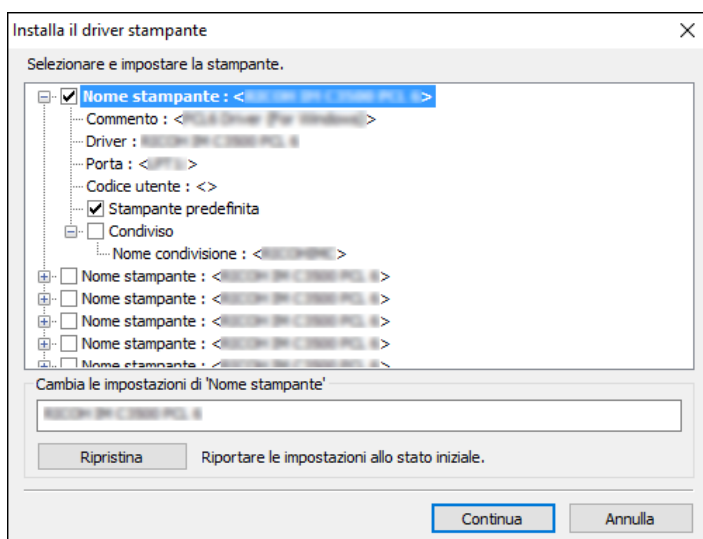 Installa il driver stampante
Selezionare e impostare la stampante.
Nome stampante : < >
Commento : < >
Driver :
Porta : < >
Codice utente : <>
Stampante predefinita
Condiviso
Nome condivisione : < >
Nome stampante : < >
Nome stampante : < >
Nome stampante : < >
Nome stampante : < >
Nome stampante : < >
Cambia le impostazioni di 'Nome stampante'
Ripristina Riportare le impostazioni allo stato iniziale.
Continua Annulla